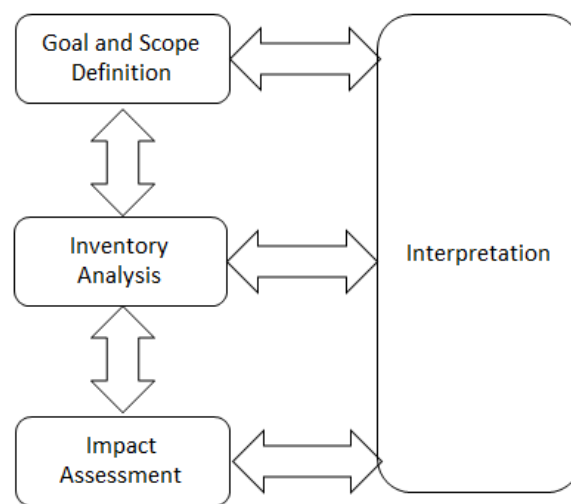 Goal and Scope
Definition
Inventory
Analysis
Interpretation
Impact
Assessment